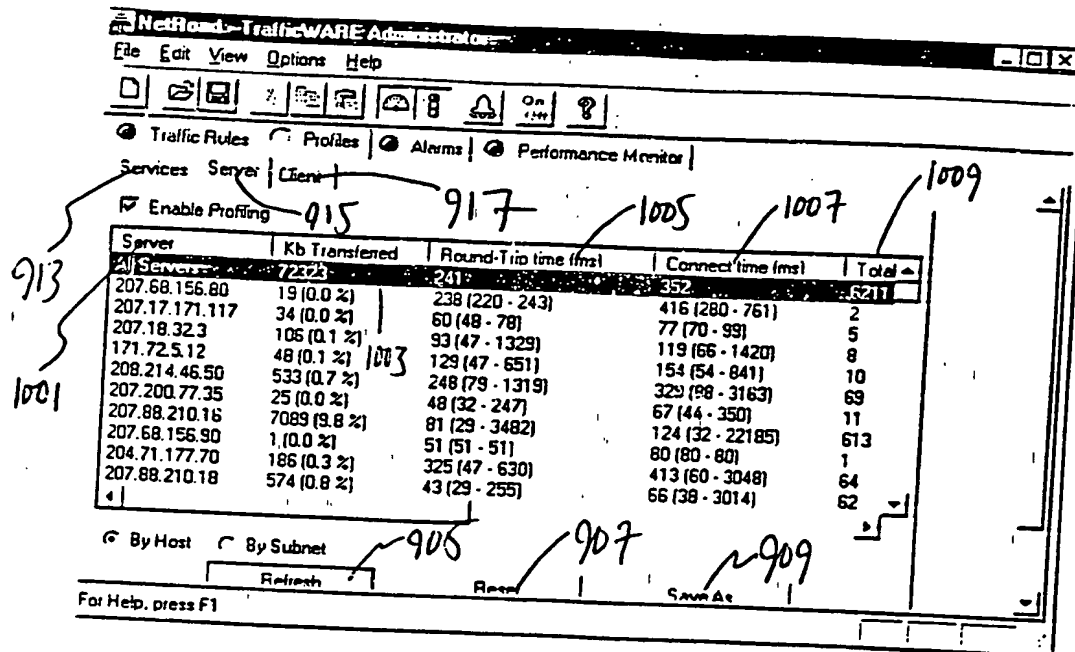 NetRoad - TrafficWARE Administrator
File Edit View Options Help
On
Traffic Rules Profiles Alarms Performance Monitor
Services Server Client
1009
Enable Profiling 915 917 1005 1007
913
Server Kb Transferred Round-Trip time (ms) Connect time (ms) Total
All Servers 72323 241 352 6211
207.68.156.80 19 (0.0 %) 238 (220 - 243) 416 (280 - 761) 2
207.17.171.117 34 (0.0 %) 60 (48 - 78) 77 (70 - 99) 5
207.18.32.3 106 (0.1 %) 93 (47 - 1329) 119 (66 - 1420) 8
171.72.5.12 48 (0.1 %) 1003 129 (47 - 651) 154 (54 - 841) 10
208.214.46.50 533 (0.7 %) 248 (79 - 1319) 329 (98 - 3163) 69
1001
207.200.77.35 25 (0.0 %) 48 (32 - 247) 67 (44 - 350) 11
207.88.210.16 7089 (9.8 %) 81 (29 - 3482) 124 (32 - 22185) 613
207.68.156.90 1 (0.0 %) 51 (51 - 51) 80 (80 - 80) 1
204.71.177.70 186 (0.3 %) 325 (47 - 630) 413 (60 - 3048) 64
207.88.210.18 574 (0.8 %) 43 (29 - 255) 66 (38 - 3014) 62
By Host By Subnet 907 909
Refresh Reset Save As
For Help, press F1